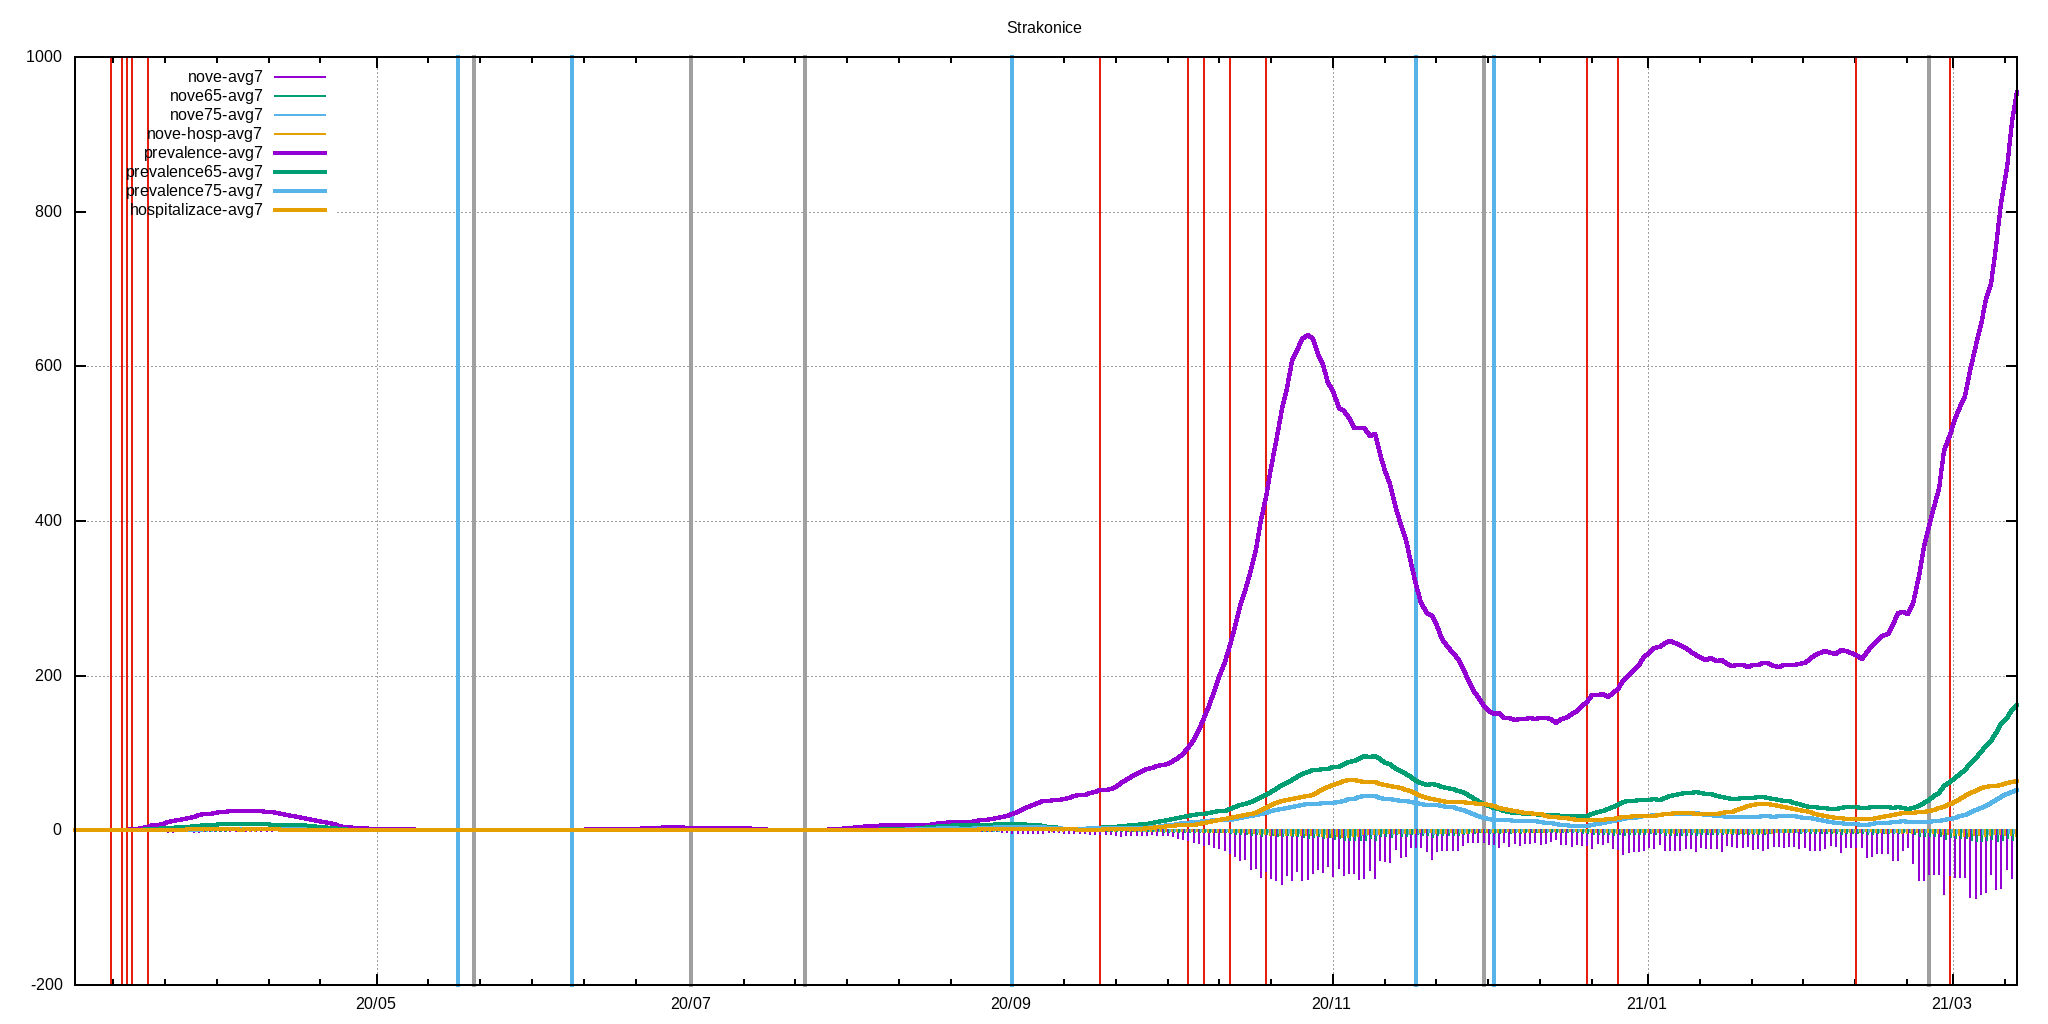 Strakonice
1000
800
600
400
200
0
-200
nove-avg7
nove65-avg7
nove75-avg7
nove-hosp-avg7
prevalence-avg7
prevalence65-avg7
prevalence75-avg7
hospitalizace-avg7
20/05
20/07
20/09
20/11
21/01
21/03